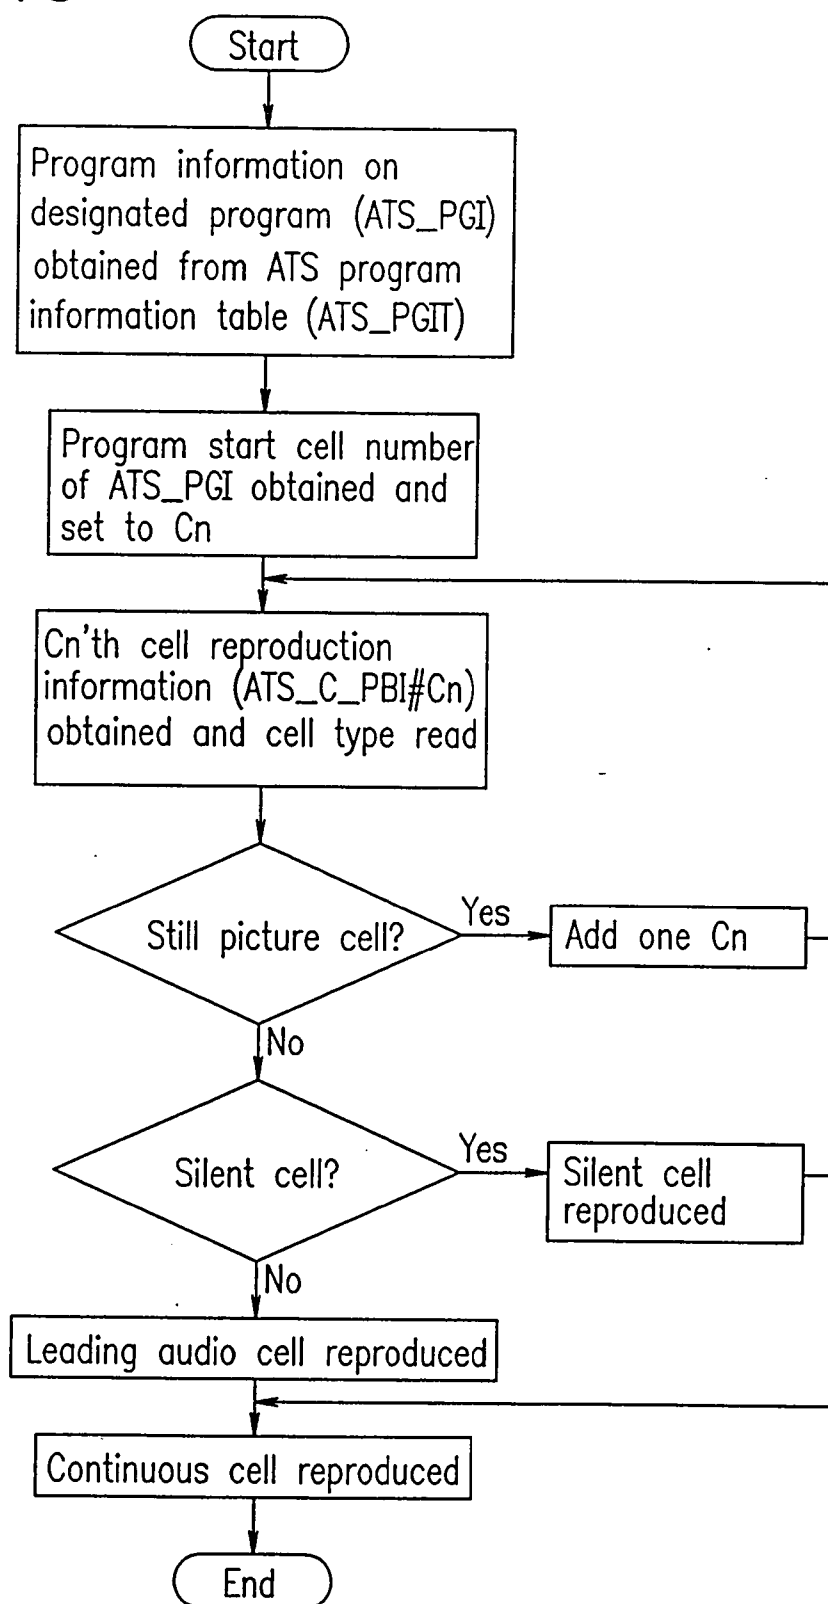 Start
Program information on
designated program (ATS_PGI)
obtained from ATS program
information table (ATS_PGIT)
Program start cell number
of ATS_PGI obtained and
set to Cn
Cn'th cell reproduction
information (ATS_C_PBI#Cn)
obtained and cell type read
Still picture cell?
Yes
Add one Cn
No
Silent cell?
Yes
Silent cell
reproduced
No
Leading audio cell reproduced
Continuous cell reproduced
End